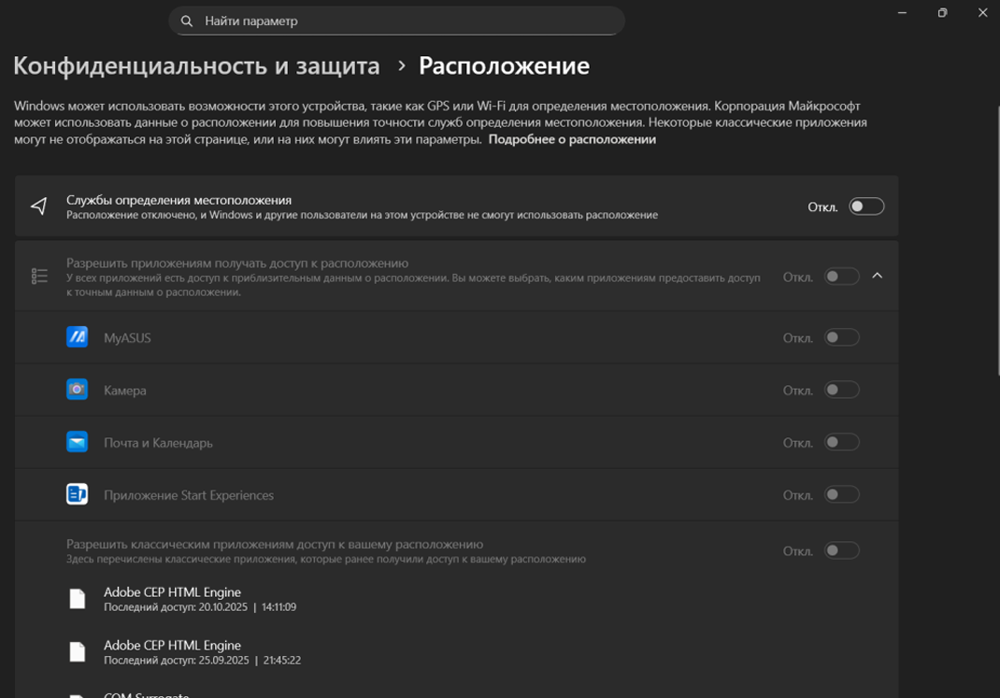 Найти параметр
Конфиденциальность и защита › Расположение
Windows может использовать возможности этого устройства, такие как GPS или Wi-Fi для определения местоположения. Корпорация Майкрософт
может использовать данные о расположении для повышения точности служб определения местоположения. Некоторые классические приложения
могут не отображаться на этой странице, или на них могут влиять эти параметры. Подробнее о расположении
Службы определения местоположения
Расположение отключено, и Windows и другие пользователи на этом устройстве не смогут использовать расположение
Откл.
Разрешить приложениям получать доступ к расположению
У всех приложений есть доступ к приблизительным данным о расположении. Вы можете выбрать, каким приложениям предоставить доступ
к точным данным о расположении.
Откл.
MyASUS
Откл.
Камера
Откл.
Почта и Календарь
Откл.
Приложение Start Experiences
Откл.
Разрешить классическим приложениям доступ к вашему расположению
Здесь перечислены классические приложения, которые ранее получили доступ к вашему расположению
Откл.
Adobe CEP HTML Engine
Последний доступ: 20.10.2025 | 14:11:09
Adobe CEP HTML Engine
Последний доступ: 25.09.2025 | 21:45:22
COM Surrogate